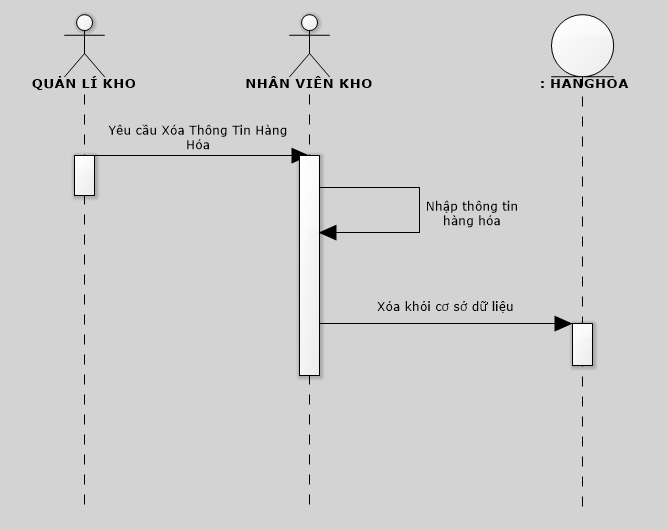 QUẢN LÍ KHO
NHÂN VIÊN KHO
: HANGHOA
Yêu cầu Xóa Thông Tin Hàng
Hóa
Nhập thông tin
hàng hóa
Xóa khỏi cơ sở dữ liệu